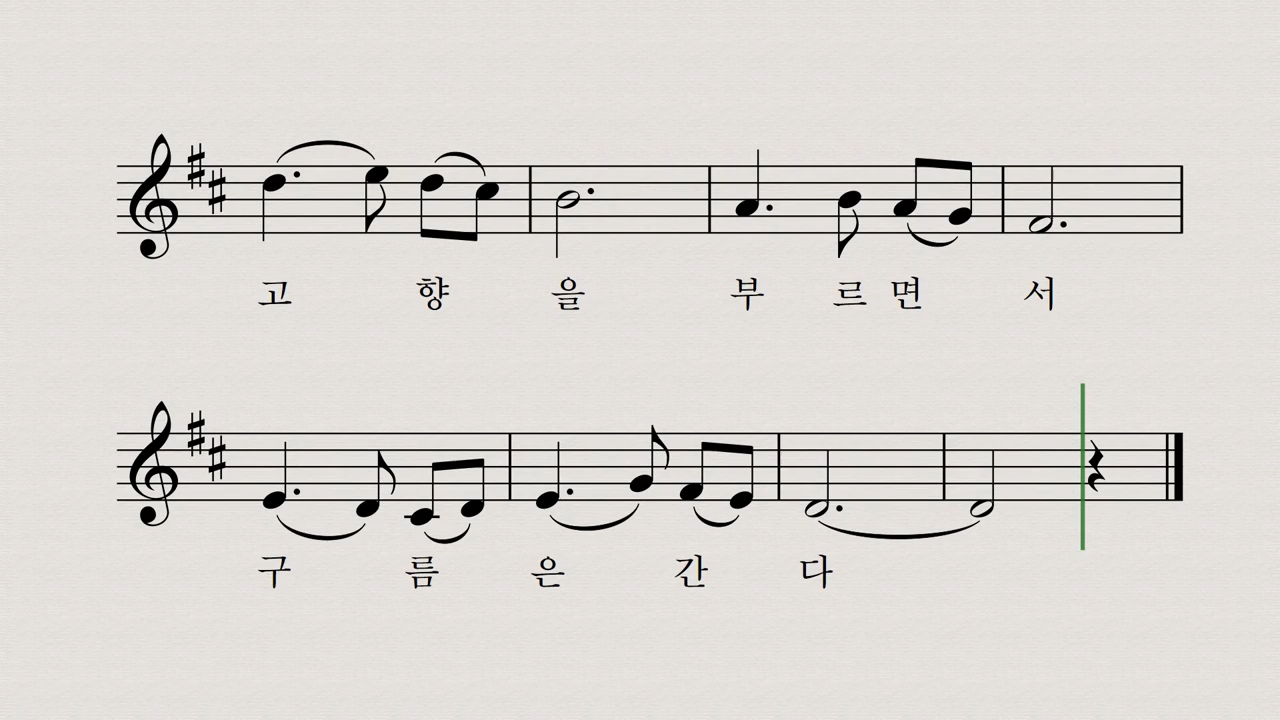 고 향 을 부 르 면 서
구 름 은 간 다